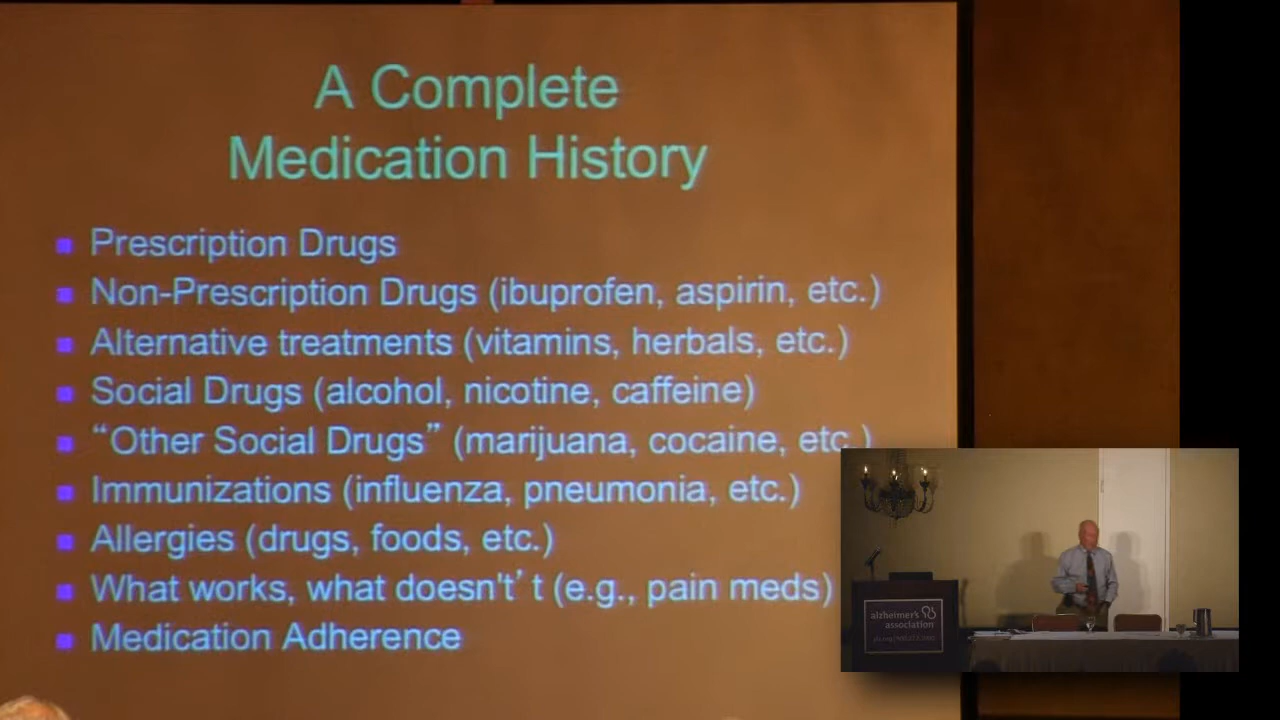 A Complete
Medication History
Prescription Drugs
Non-Prescription Drugs (ibuprofen, aspirin, etc.)
Alternative treatments (vitamins, herbals, etc.)
Social Drugs (alcohol, nicotine, caffeine)
“Other Social Drugs” (marijuana, cocaine, etc.)
Immunizations (influenza, pneumonia, etc.)
Allergies (drugs, foods, etc.)
What works, what doesn't’t (e.g., pain meds)
Medication Adherence
alzheimer's
association